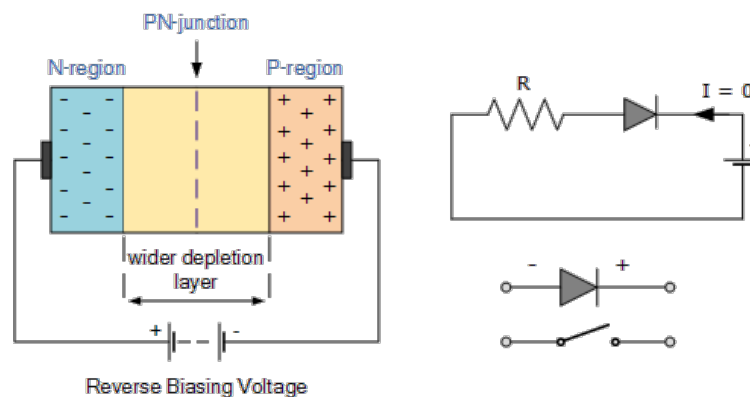 PN-junction
N-region
P-region
- - - - - - - - - - - - - -
+ + + + + + + + + + + + + +
wider depletion
layer
+ -
Reverse Biasing Voltage
R
I = 0
- +